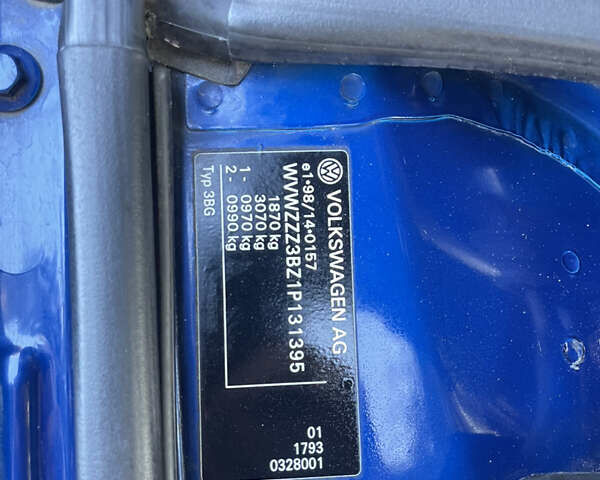 VOLKSWAGEN AG
e1*98/14*0157
WVWZZZ3BZ1P131395
1870 kg
3070 kg
1 - 0970 kg
2 - 0990 kg
Typ 3BG
01
1793
0328001